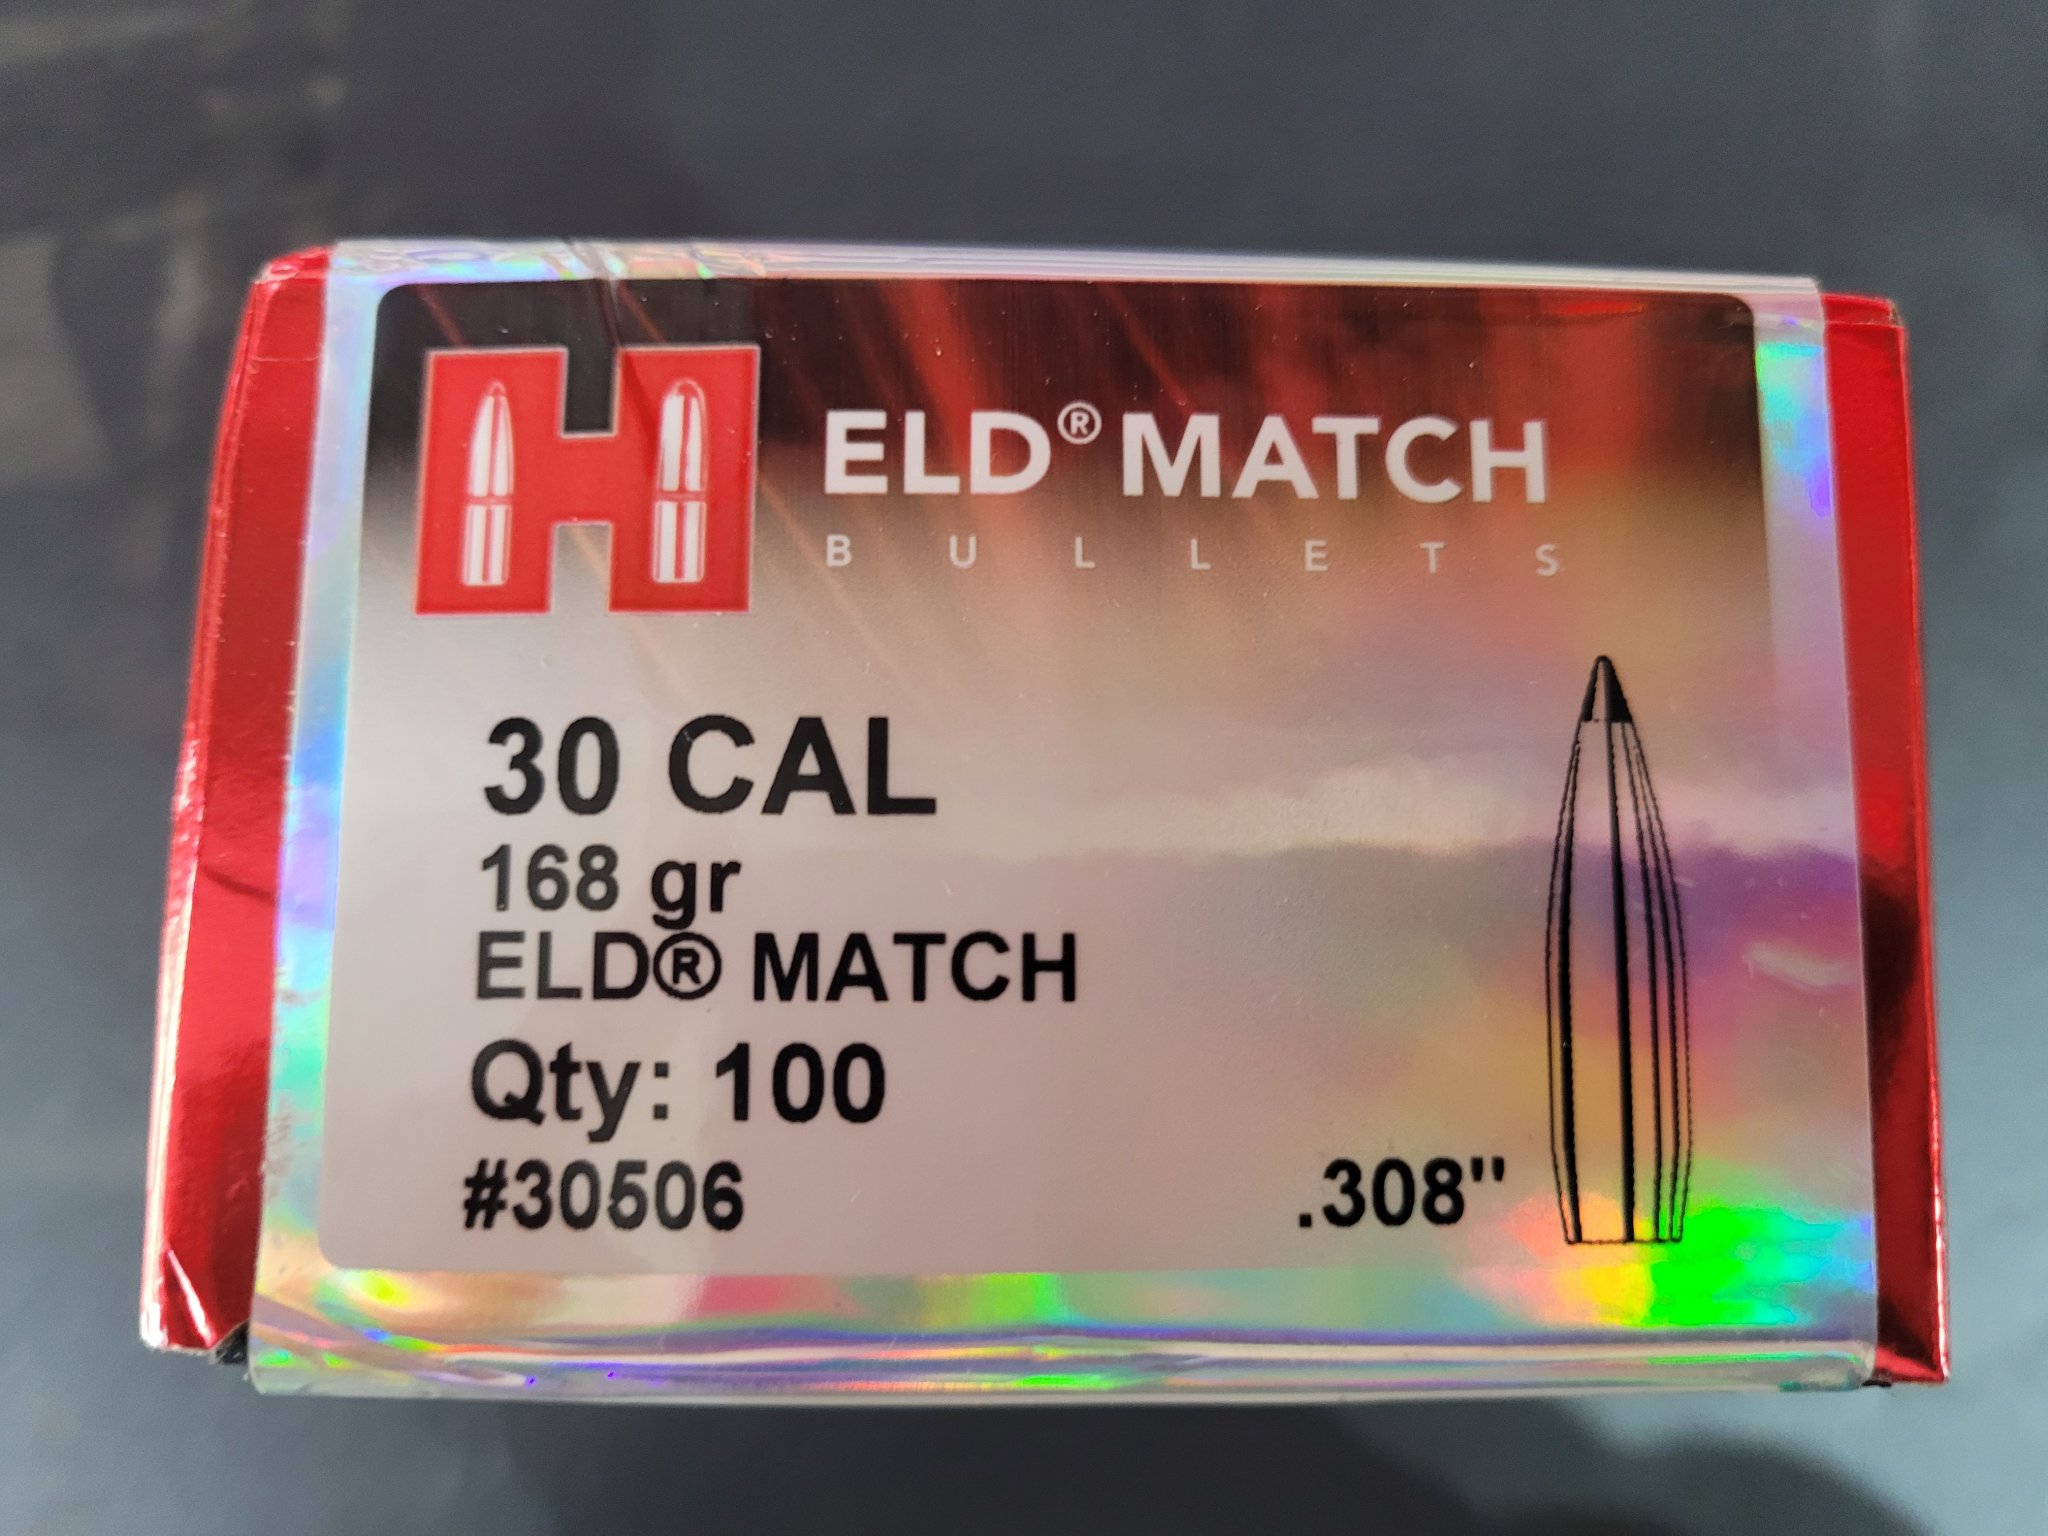 H
ELD® MATCH
BULLETS
30 CAL
168 gr
ELD® MATCH
Qty: 100
#30506
.308"